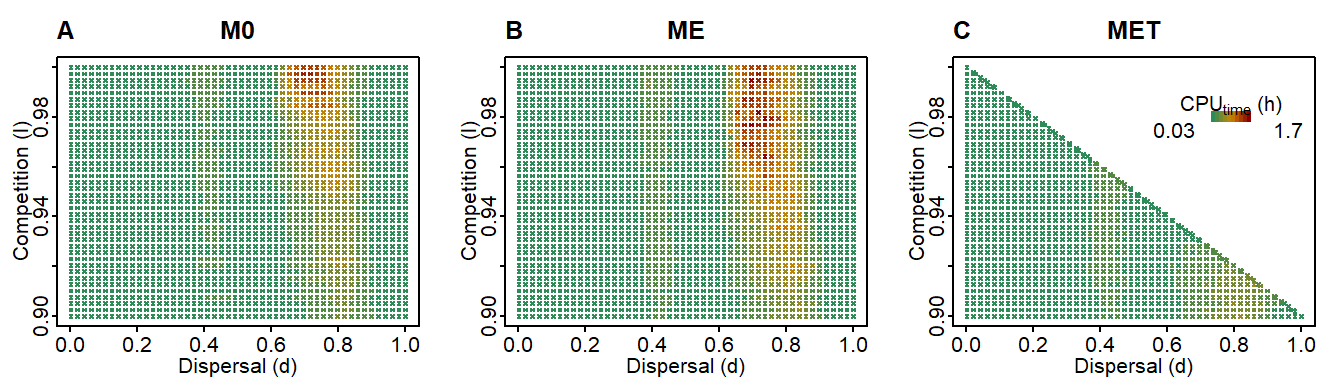 A M0
B ME
C MET
Competition (l)
0.90 0.94 0.98
0.0 0.2 0.4 0.6 0.8 1.0
Dispersal (d)
Competition (l)
0.90 0.94 0.98
0.0 0.2 0.4 0.6 0.8 1.0
Dispersal (d)
Competition (l)
0.90 0.94 0.98
CPUtime (h)
0.03 1.7
0.0 0.2 0.4 0.6 0.8 1.0
Dispersal (d)